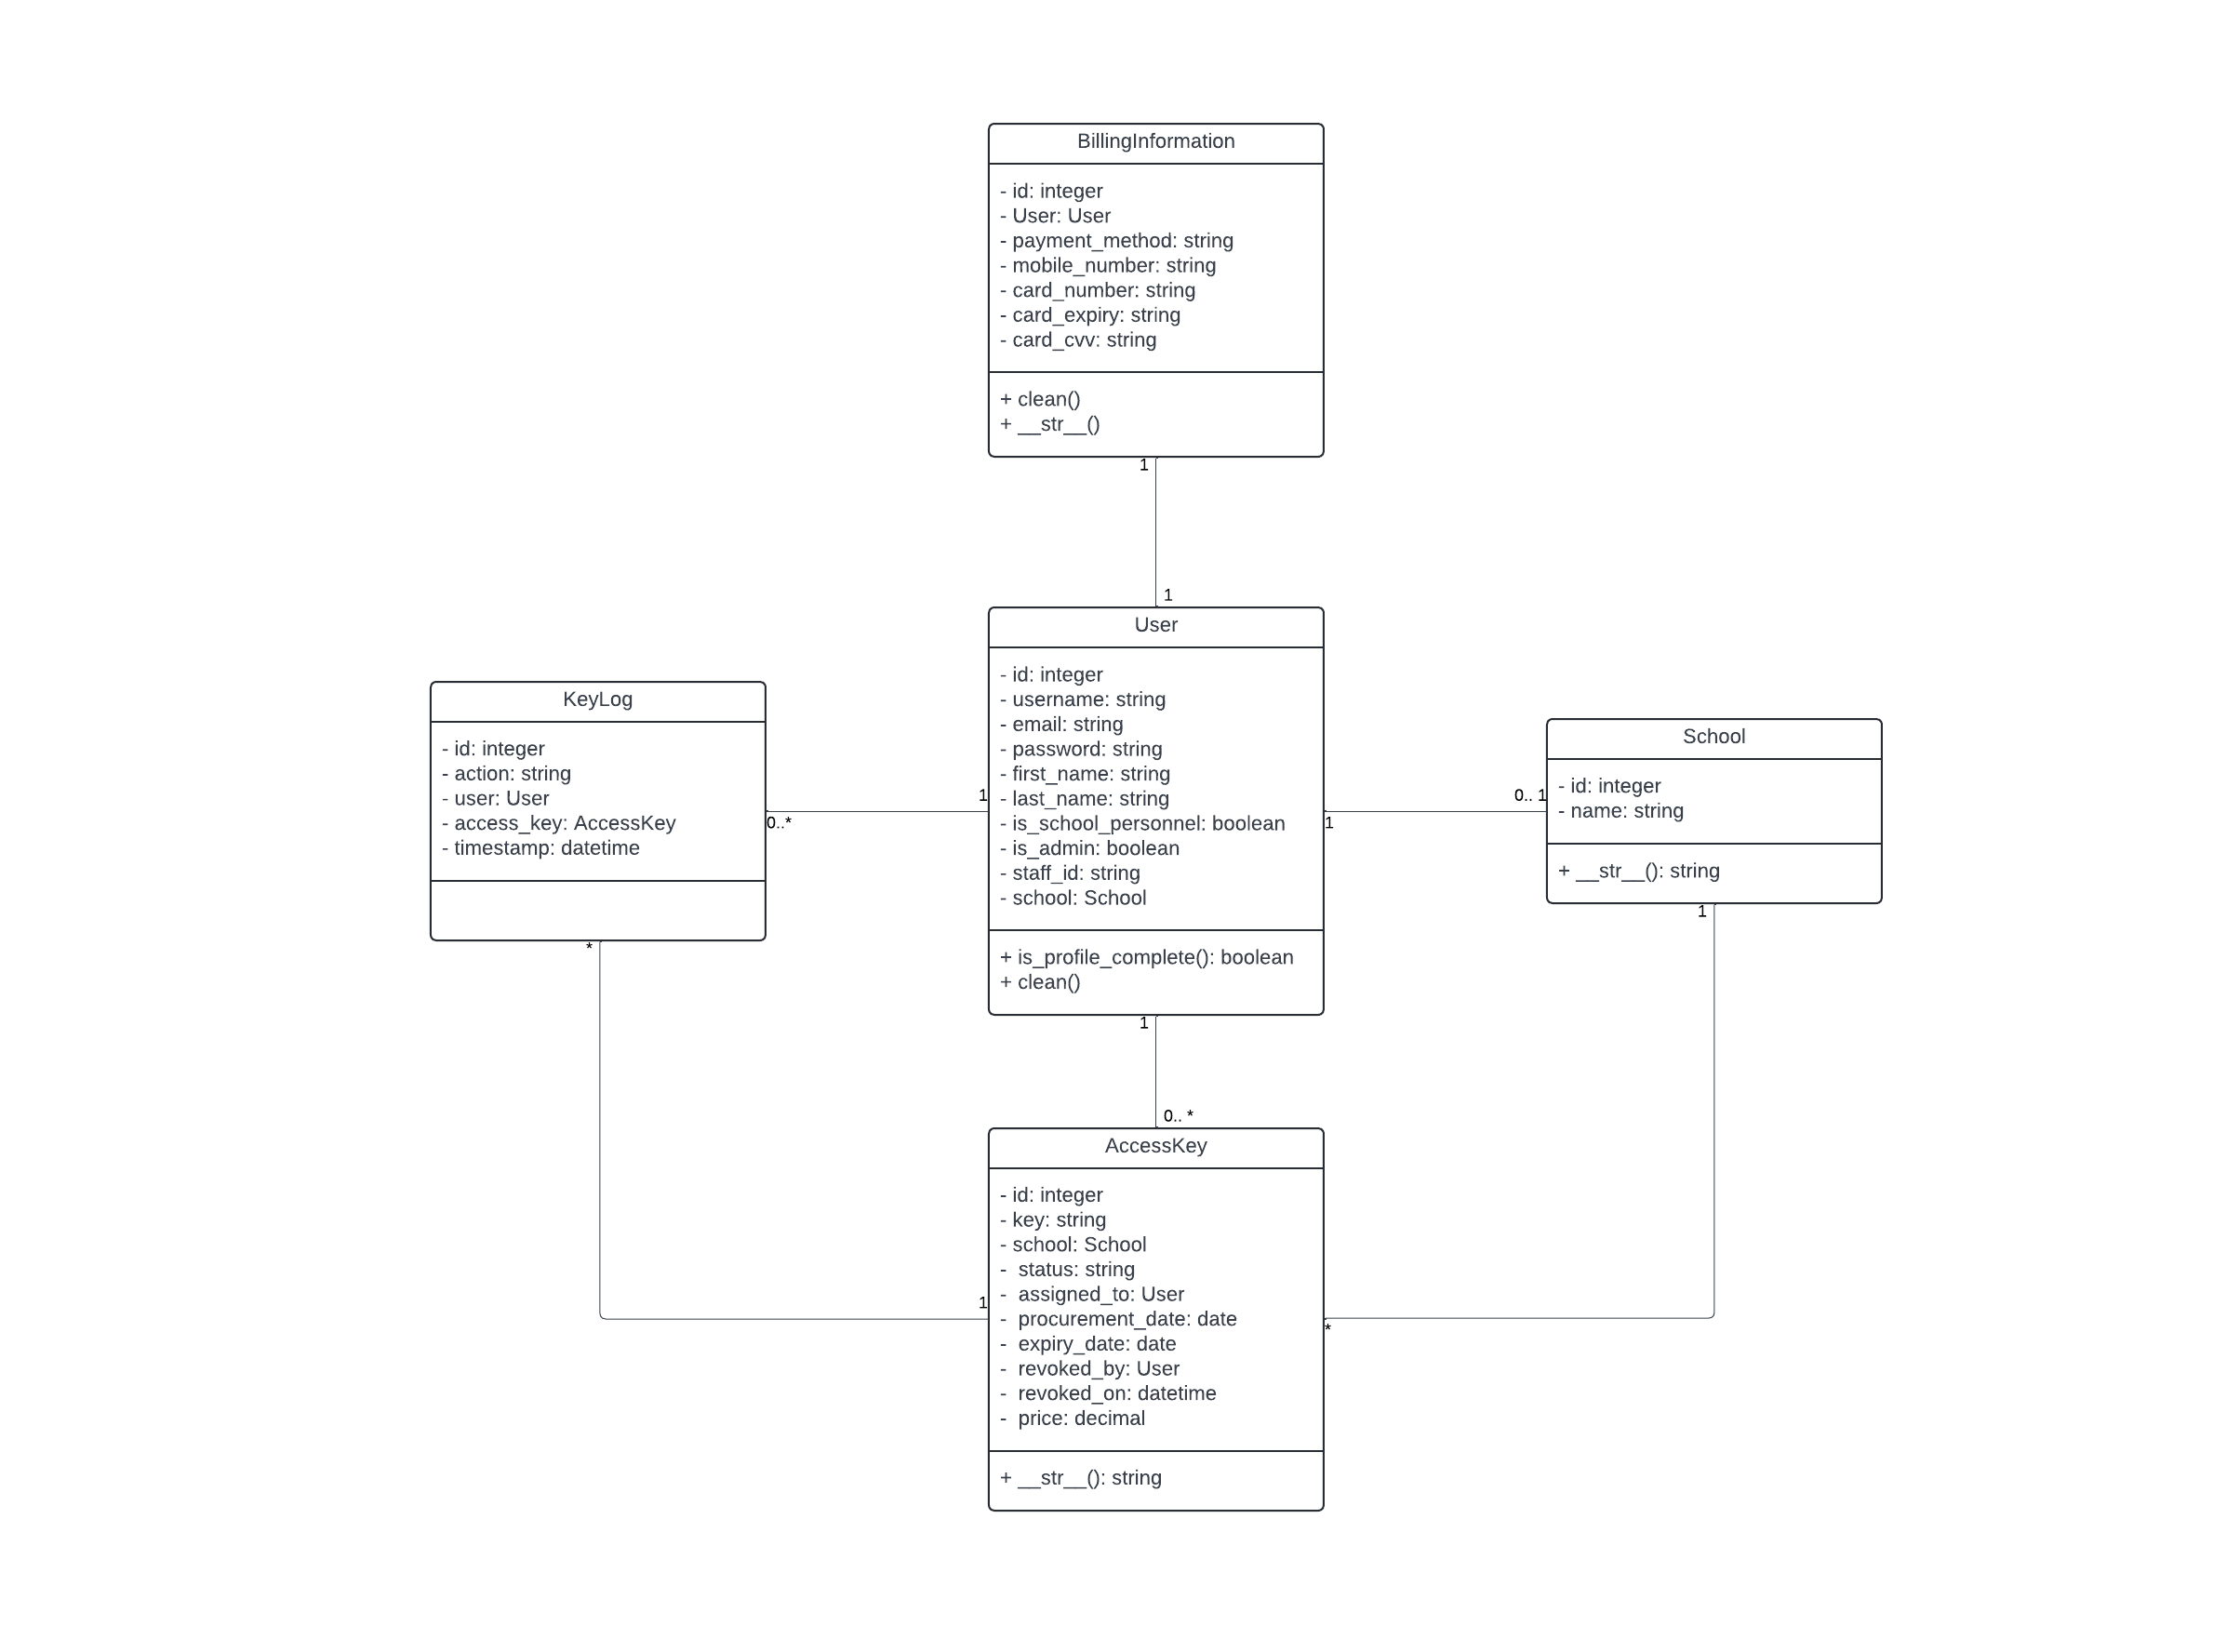 BillingInformation
- id: integer
- User: User
- payment_method: string
- mobile_number: string
- card_number: string
- card_expiry: string
- card_cvv: string
+ clean()
+ __str__()
1
1
User
- id: integer
- username: string
- email: string
- password: string
- first_name: string
- last_name: string
- is_school_personnel: boolean
- is_admin: boolean
- staff_id: string
- school: School
+ is_profile_complete(): boolean
+ clean()
KeyLog
- id: integer
- action: string
- user: User
- access_key: AccessKey
- timestamp: datetime
1
0..*
*
School
- id: integer
- name: string
+ __str__(): string
0.. 1
1
1
1
0.. *
AccessKey
- id: integer
- key: string
- school: School
-  status: string
-  assigned_to: User
-  procurement_date: date
-  expiry_date: date
-  revoked_by: User
-  revoked_on: datetime
-  price: decimal
+ __str__(): string
1
*